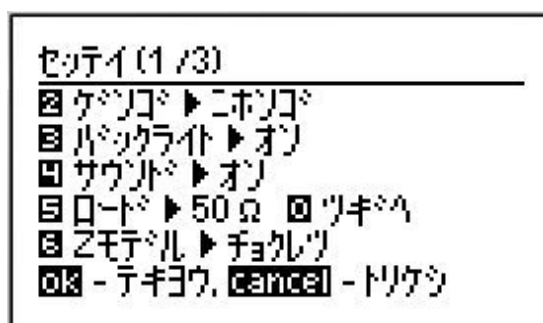 セッテイ (1 /3)
2 ゲンゴ ▶ ニホンゴ
3 バックライト ▶ オン
4 サウンド ▶ オン
5 ロード ▶ 50 Ω 0 ツギヘ
6 Zモデル ▶ チョクレツ
ok - テキヨウ, cancel - トリケシ